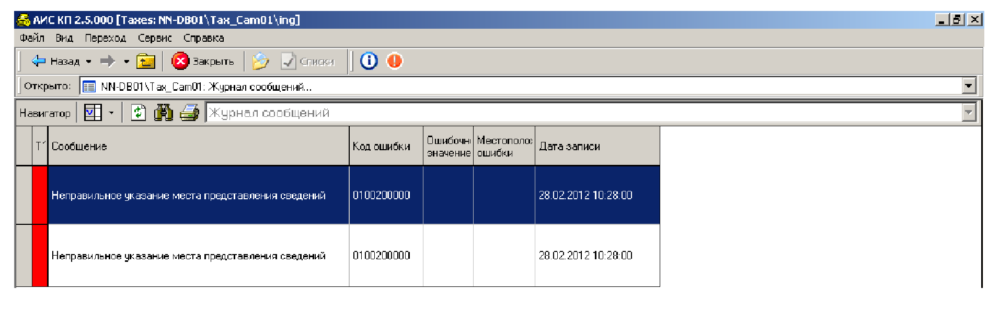 АИС КП 2.5.000 [Taxes: NN-DB01\Tax_Cam01\ing]
Файл Вид Переход Сервис Справка
Назад Закрыть Списки
Открыто: NN-DB01\Tax_Cam01: Журнал сообщений...
Навигатор Журнал сообщений
Сообщение Код ошибки Ошибочн значение Местополо ошибки Дата записи
Неправильное указание места представления сведений 0100200000 28.02.2012 10:28:00
Неправильное указание места представления сведений 0100200000 28.02.2012 10:28:00